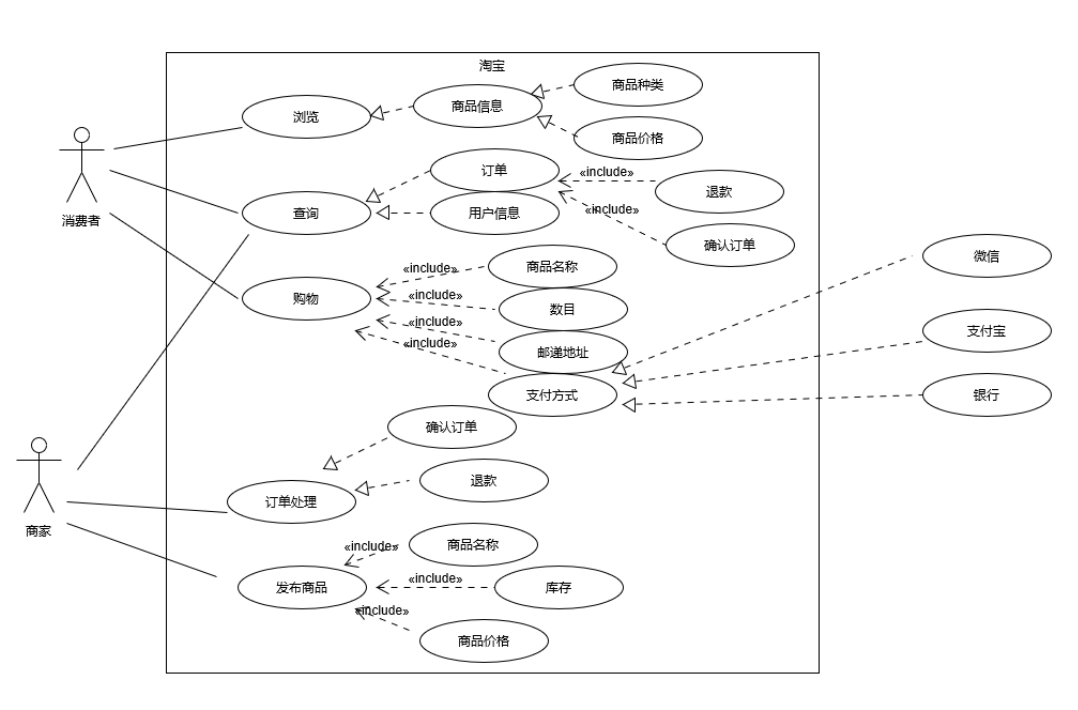 淘宝
商品种类
浏览
商品信息
商品价格
消费者
订单
«include»
退款
查询
用户信息
«include»
确认订单
微信
购物
«include»
商品名称
«include»
数目
支付宝
«include»
邮递地址
«include»
支付方式
银行
确认订单
商家
订单处理
退款
«include»
商品名称
发布商品
«include»
库存
«include»
商品价格